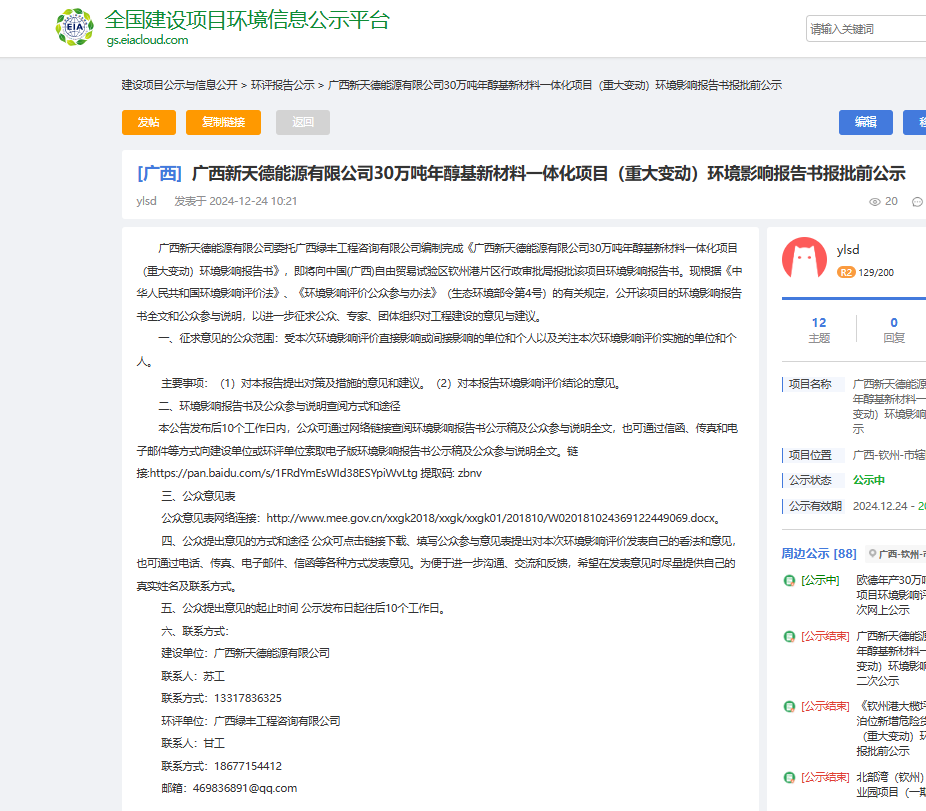 全国建设项目环境信息公示平台
EIA
gs.eiacloud.com
请输入关键词
建设项目公示与信息公开 > 环评报告公示 > 广西新天德能源有限公司30万吨年醇基新材料一体化项目（重大变动）环境影响报告书报批前公示
发帖
复制链接
返回
编辑
[广西] 广西新天德能源有限公司30万吨年醇基新材料一体化项目（重大变动）环境影响报告书报批前公示
ylsd 发表于 2024-12-24 10:21
20
广西新天德能源有限公司委托广西绿丰工程咨询有限公司编制完成《广西新天德能源有限公司30万吨年醇基新材料一体化项目
（重大变动）环境影响报告书》，即将向中国(广西)自由贸易试验区钦州港片区行政审批局报批该项目环境影响报告书。现根据《中
华人民共和国环境影响评价法》、《环境影响评价公众参与办法》（生态环境部令第4号）的有关规定，公开该项目的环境影响报告
书全文和公众参与说明，以进一步征求公众、专家、团体组织对工程建设的意见与建议。
一、征求意见的公众范围：受本次环境影响评价直接影响或间接影响的单位和个人以及关注本次环境影响评价实施的单位和个
人。
主要事项：（1）对本报告提出对策及措施的意见和建议。（2）对本报告环境影响评价结论的意见。
二、环境影响报告书及公众参与说明查阅方式和途径
本公告发布后10个工作日内，公众可通过网络链接查阅环境影响报告书公示稿及公众参与说明全文，也可通过信函、传真和电
子邮件等方式向建设单位或环评单位索取电子版环境影响报告书公示稿及公众参与说明全文。链
接:https://pan.baidu.com/s/1FRdYmEsWId38ESYpiWvLtg 提取码: zbnv
三、公众意见表
公众意见表网络连接：http://www.mee.gov.cn/xxgk2018/xxgk/xxgk01/201810/W020181024369122449069.docx。
四、公众提出意见的方式和途径 公众可点击链接下载、填写公众参与意见表提出对本次环境影响评价发表自己的看法和意见，
也可通过电话、传真、电子邮件、信函等各种方式发表意见。为便于进一步沟通、交流和反馈，希望在发表意见时尽量提供自己的
真实姓名及联系方式。
五、公众提出意见的起止时间 公示发布日起往后10个工作日。
六、联系方式：
建设单位：广西新天德能源有限公司
联系人：苏工
联系方式：13317836325
环评单位：广西绿丰工程咨询有限公司
联系人：甘工
联系方式：18677154412
邮箱：469836891@qq.com
ylsd
R2 129/200
12
主题
0
回复
项目名称 广西新天德能源
年醇基新材料一
变动）环境影响
示
项目位置 广西-钦州-市辖
公示状态 公示中
公示有效期 2024.12.24 - 20
周边公示 [88] 广西-钦州-市
[公示中] 欧德年产30万吨
项目环境影响评
次网上公示
[公示结束] 广西新天德能源
年醇基新材料一
变动）环境影响
二次公示
[公示结束] 《钦州港大榄坪
泊位新增危险货
（重大变动）环
报批前公示
[公示结束] 北部湾（钦州）
业园项目（一期